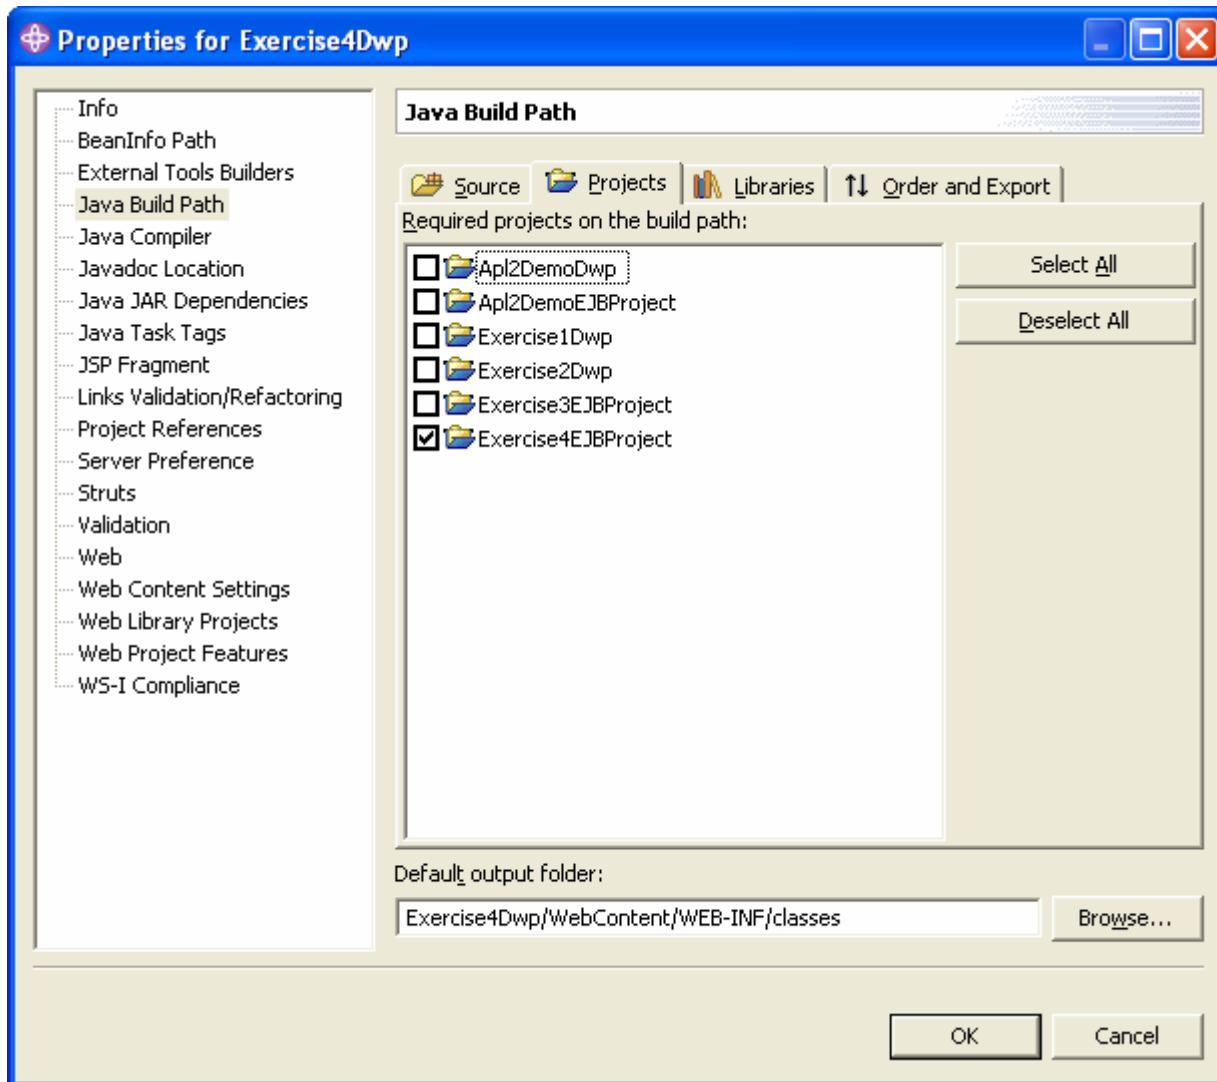 Properties for Exercise4Dwp
Info
BeanInfo Path
External Tools Builders
Java Build Path
Java Compiler
Javadoc Location
Java JAR Dependencies
Java Task Tags
JSP Fragment
Links Validation/Refactoring
Project References
Server Preference
Struts
Validation
Web
Web Content Settings
Web Library Projects
Web Project Features
WS-I Compliance
Java Build Path
Source Projects Libraries Order and Export
Required projects on the build path:
Apl2DemoDwp
Apl2DemoEJBProject
Exercise1Dwp
Exercise2Dwp
Exercise3EJBProject
Exercise4EJBProject
Select All
Deselect All
Default output folder:
Exercise4Dwp/WebContent/WEB-INF/classes
Browse...
OK Cancel